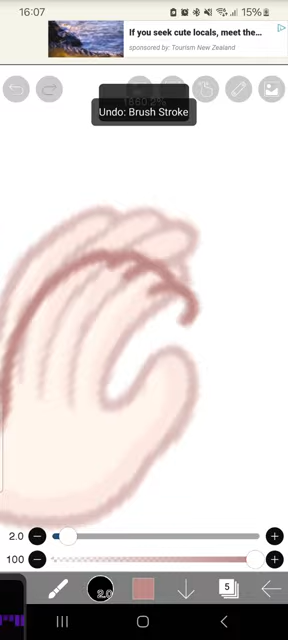 16:07
15%
If you seek cute locals, meet the...
sponsored by: Tourism New Zealand
Undo: Brush Stroke
2.0
100
2.0
5